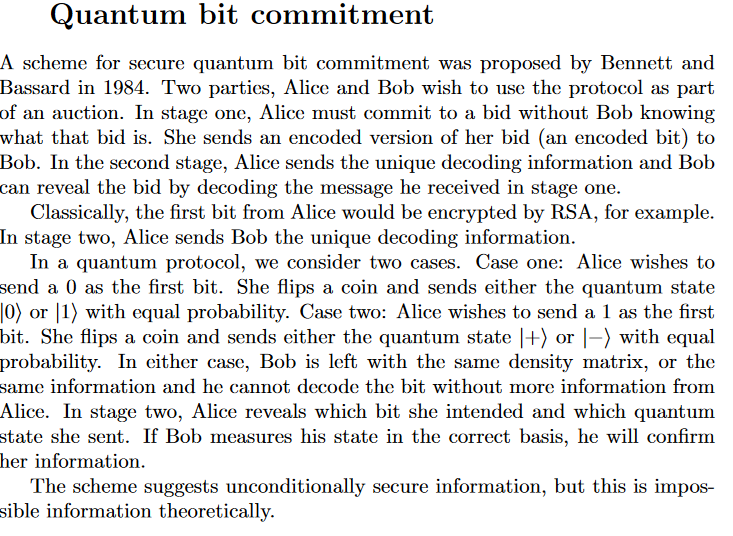 Quantum bit commitment
A scheme for secure quantum bit commitment was proposed by Bennett and
Bassard in 1984. Two parties, Alice and Bob wish to use the protocol as part
of an auction. In stage one, Alice must commit to a bid without Bob knowing
what that bid is. She sends an encoded version of her bid (an encoded bit) to
Bob. In the second stage, Alice sends the unique decoding information and Bob
can reveal the bid by decoding the message he received in stage one.
Classically, the first bit from Alice would be encrypted by RSA, for example.
In stage two, Alice sends Bob the unique decoding information.
In a quantum protocol, we consider two cases. Case one: Alice wishes to
send a 0 as the first bit. She flips a coin and sends either the quantum state
|0⟩ or |1⟩ with equal probability. Case two: Alice wishes to send a 1 as the first
bit. She flips a coin and sends either the quantum state |+⟩ or |−⟩ with equal
probability. In either case, Bob is left with the same density matrix, or the
same information and he cannot decode the bit without more information from
Alice. In stage two, Alice reveals which bit she intended and which quantum
state she sent. If Bob measures his state in the correct basis, he will confirm
her information.
The scheme suggests unconditionally secure information, but this is impos-
sible information theoretically.